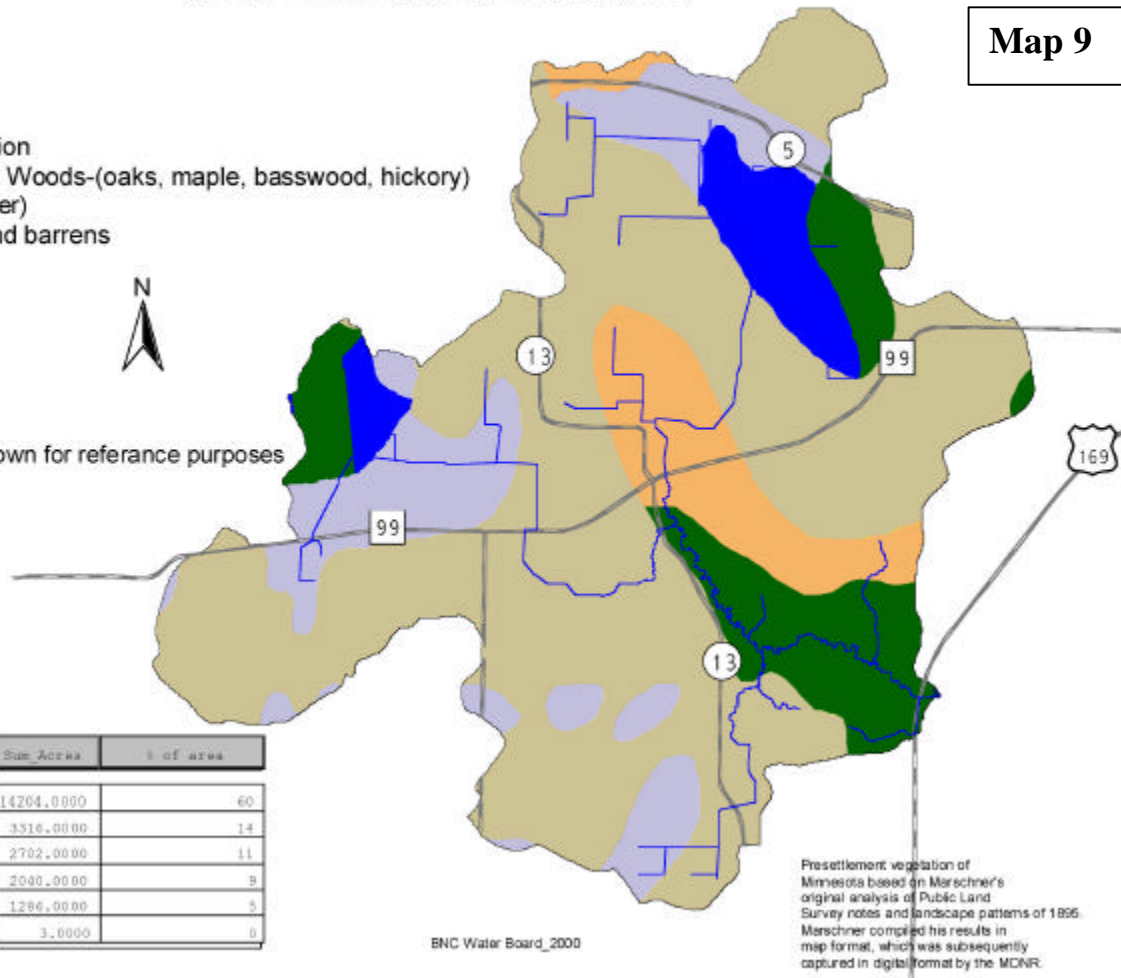 Map 9
5
ion
Woods-(oaks, maple, basswood, hickory)
er)
nd barrens
N
13
99
own for referance purposes
169
99
13
Sum_Acres % of area
14204.0000 60
3316.0000 14
2702.0000 11
2040.0000 9
1286.0000 5
3.0000 0
BNC Water Board_2000
Presettlement vegetation of
Minnesota based on Marschner's
original analysis of Public Land
Survey notes and landscape patterns of 1895.
Marschner compiled his results in
map format, which was subsequently
captured in digital format by the MDNR.